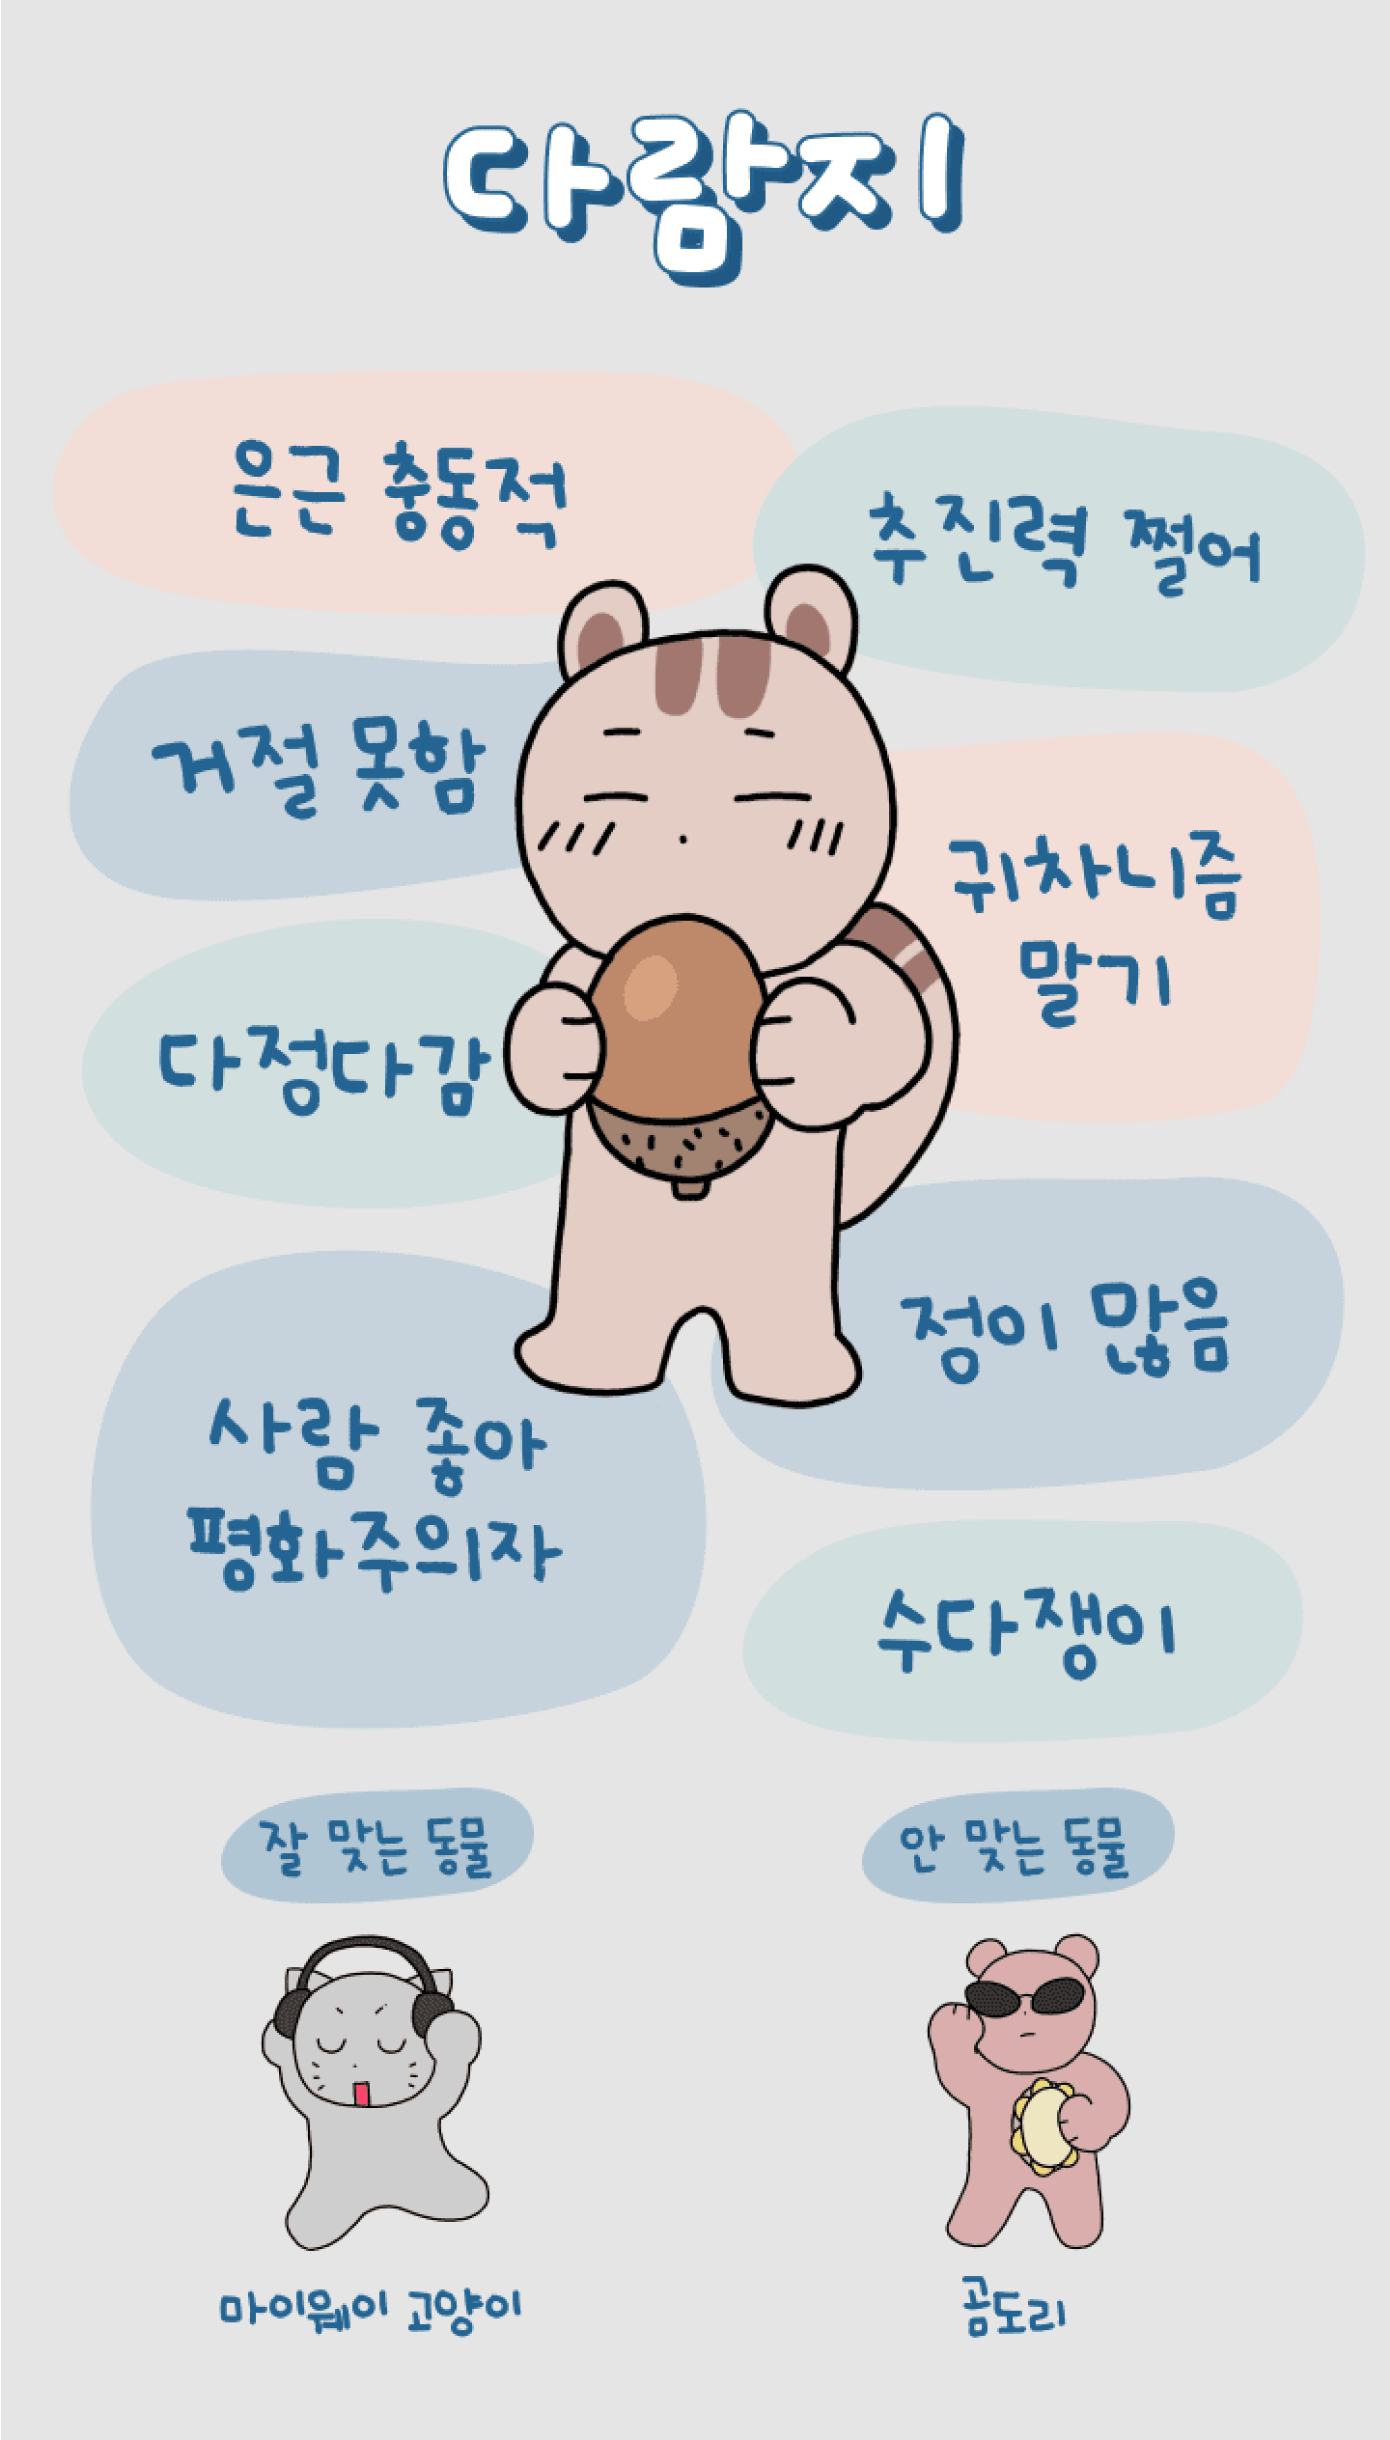 다람지
은근 충동적
추진력 쩔어
거절 못함
귀차니즘
말기
다정다감
정이 많음
사람 좋아
평화주의자
수다쟁이
잘 맞는 동물
안 맞는 동물
마이웨이 고양이
곰도리